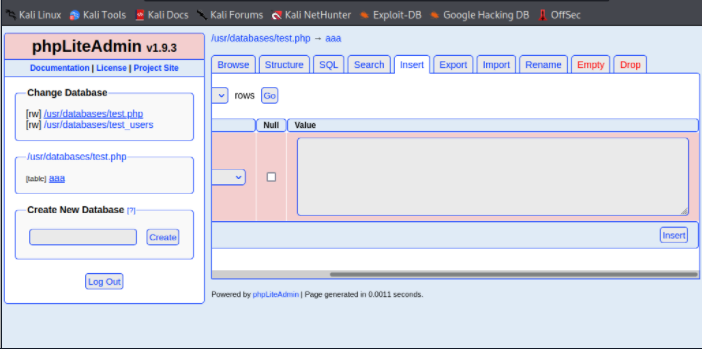 Kali Linux Kali Tools Kali Docs Kali Forums Kali NetHunter Exploit-DB Google Hacking DB OffSec
phpLiteAdmin v1.9.3
Documentation | License | Project Site
Change Database
[rw] /usr/databases/test.php
[rw] /usr/databases/test_users
/usr/databases/test.php
[table] aaa
Create New Database [?]
Create
Log Out
/usr/databases/test.php → aaa
Browse Structure SQL Search Insert Export Import Rename Empty Drop
rows Go
Null Value
Insert
Powered by phpLiteAdmin | Page generated in 0.0011 seconds.